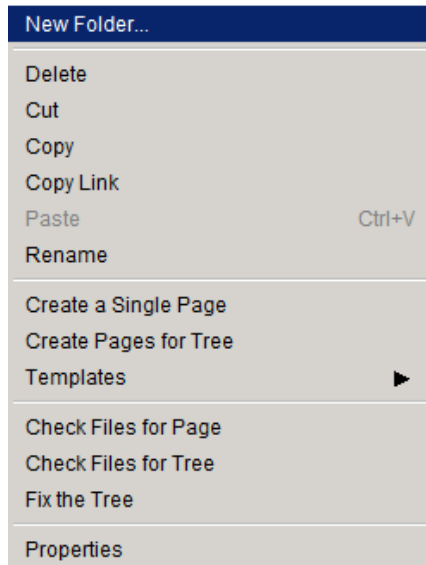 New Folder...
Delete
Cut
Copy
Copy Link
Paste Ctrl+V
Rename
Create a Single Page
Create Pages for Tree
Templates
Check Files for Page
Check Files for Tree
Fix the Tree
Properties